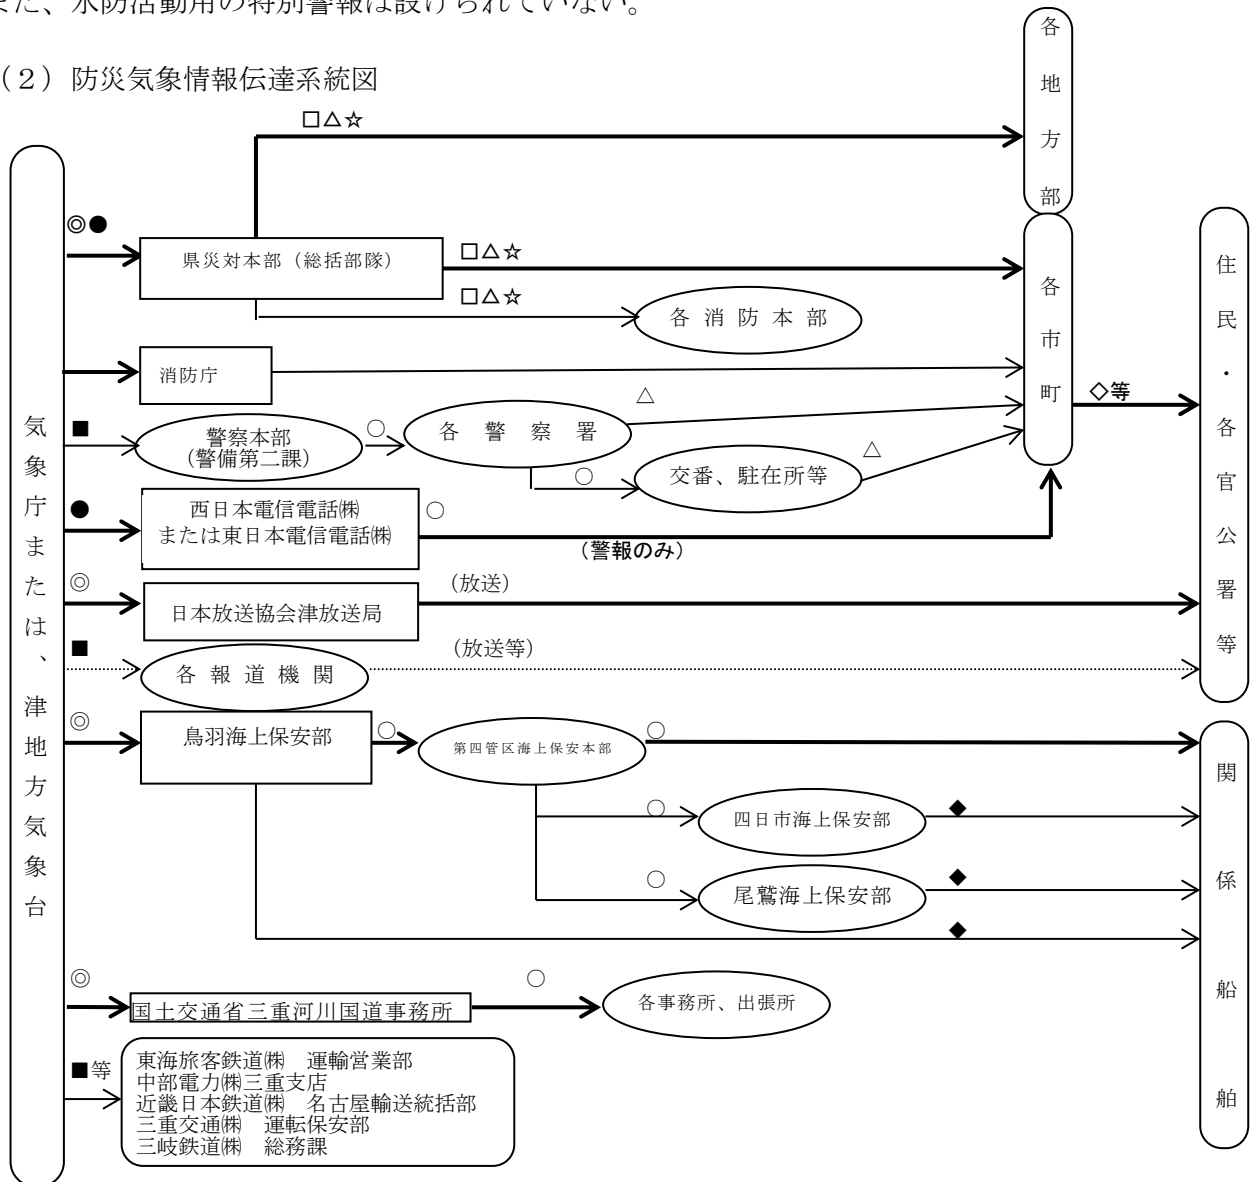 また、水防活動用の特別警報は設けられていない。
（２）防災気象情報伝達系統図
□△☆
各地方部
◎●
県災対本部（総括部隊）
□△☆
□△☆
各消防本部
各市町
消防庁
気象庁または、津地方気象台
■
警察本部
（警備第二課）
○
各警察署
△
○
交番、駐在所等
△
◇等
住民・各官公署等
●
西日本電信電話㈱
または東日本電信電話㈱
○
（警報のみ）
◎
日本放送協会津放送局
（放送）
■
各報道機関
（放送等）
◎
鳥羽海上保安部
○
第四管区海上保安本部
○
関係船舶
○
四日市海上保安部
◆
○
尾鷲海上保安部
◆
◆
◎
国土交通省三重河川国道事務所
○
各事務所、出張所
■等
東海旅客鉄道㈱　運輸営業部
中部電力㈱三重支店
近畿日本鉄道㈱　名古屋輸送統括部
三重交通㈱　運転保安部
三岐鉄道㈱　総務課